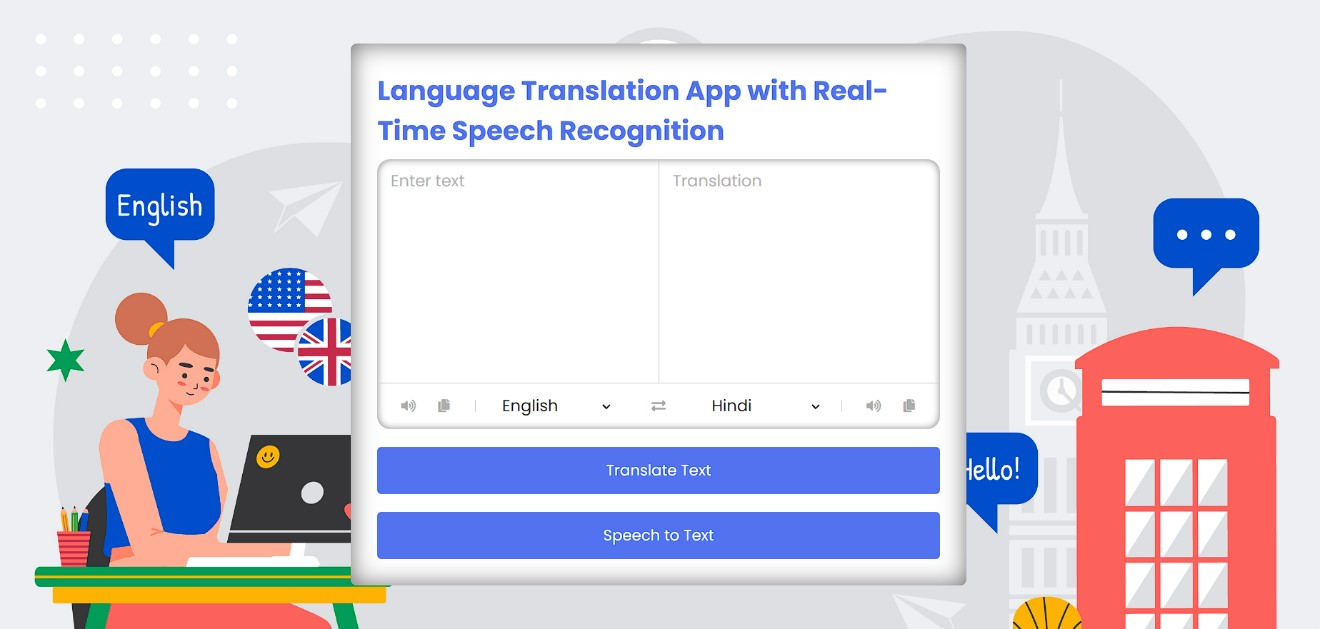 Language Translation App with Real-
Time Speech Recognition
English
Enter text
Translation
English
Hindi
Hello!
Translate Text
Speech to Text